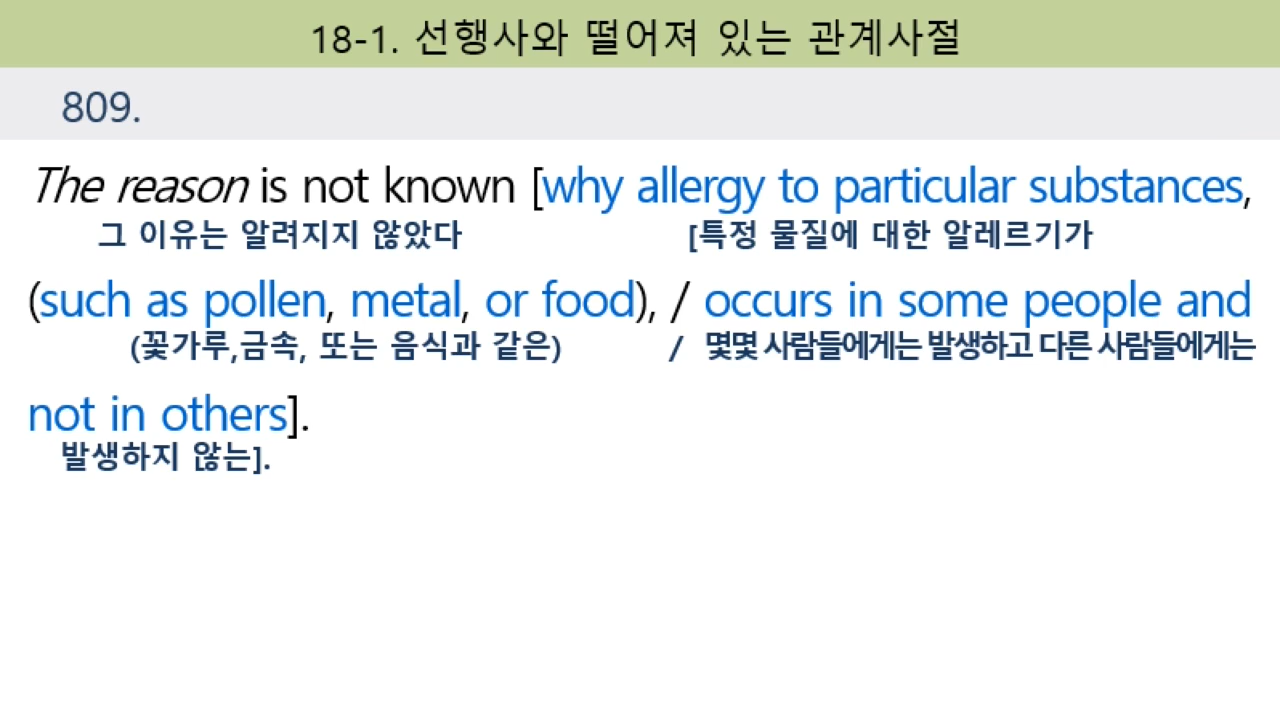 18-1. 선행사와 떨어져 있는 관계사절
809.
The reason is not known [why allergy to particular substances,
그 이유는 알려지지 않았다 [특정 물질에 대한 알레르기가
(such as pollen, metal, or food), / occurs in some people and
(꽃가루,금속, 또는 음식과 같은) / 몇몇 사람들에게는 발생하고 다른 사람들에게는
not in others].
발생하지 않는].